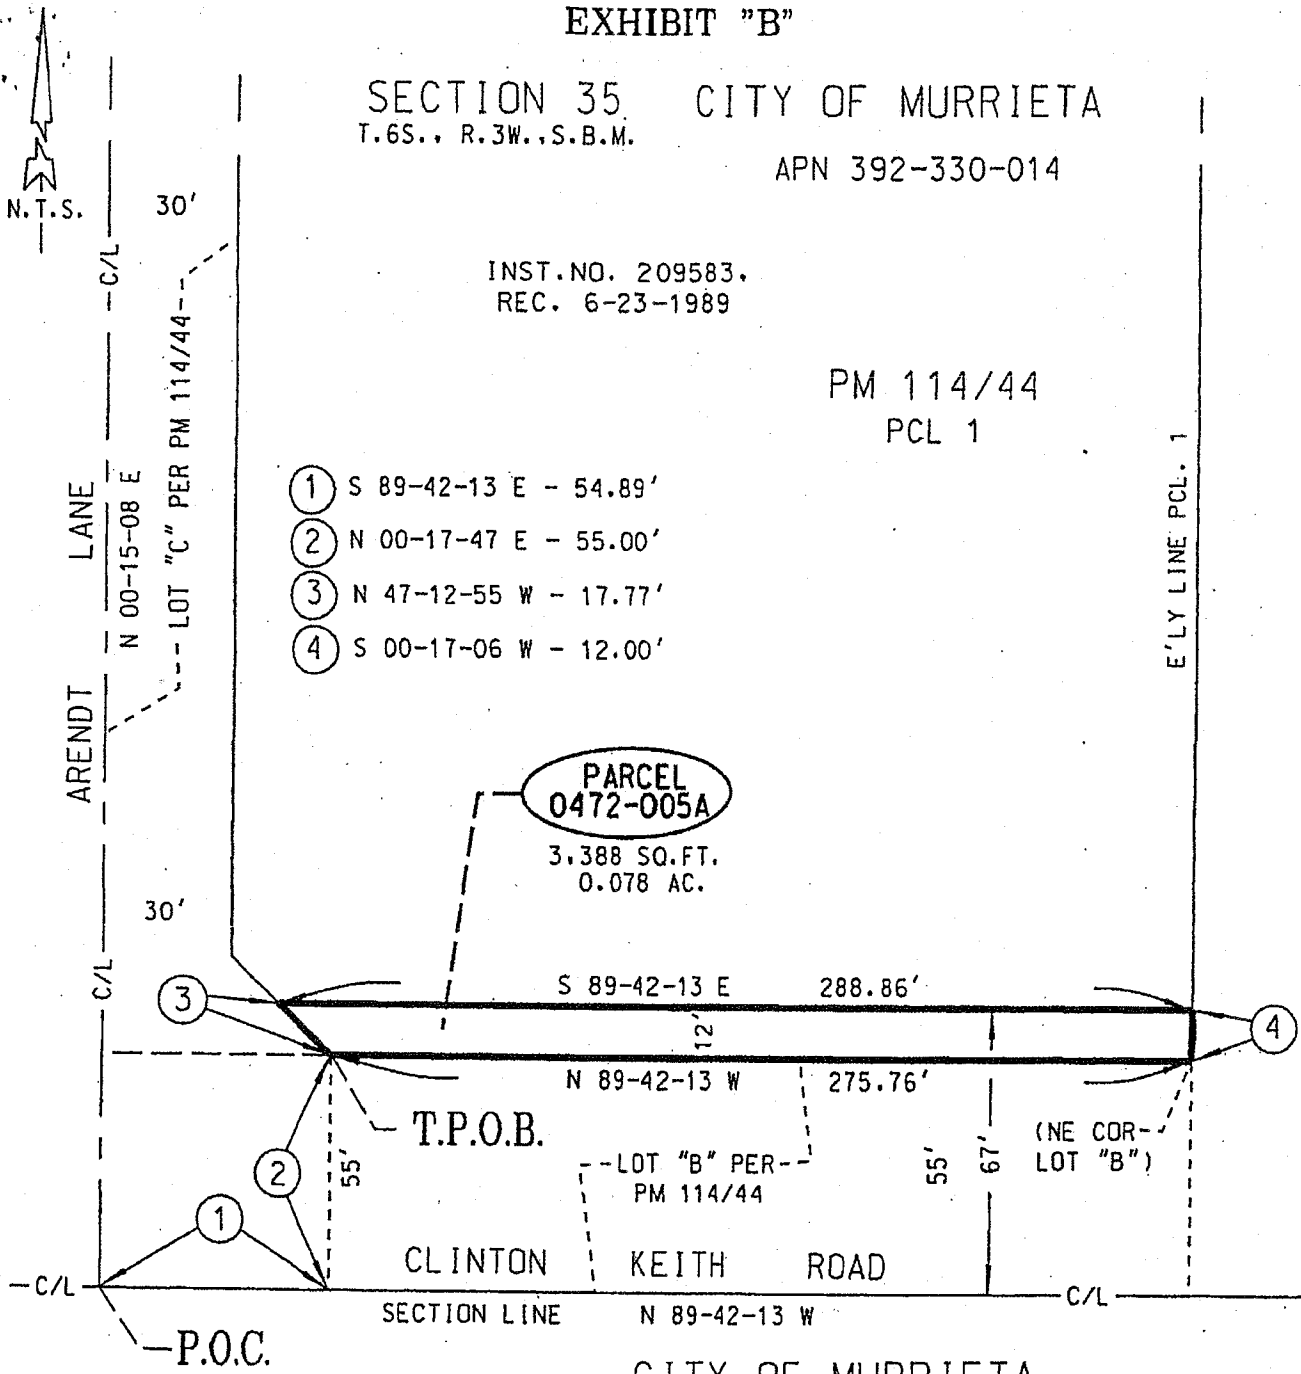 EXHIBIT "B"
SECTION 35 CITY OF MURRIETA
T.6S., R.3W.,S.B.M.
APN 392-330-014
N.T.S.
30'
C/L
INST.NO. 209583.
REC. 6-23-1989
PM 114/44
PCL 1
LOT "C" PER PM 114/44
ARENDT LANE
N 00-15-08 E
E'LY LINE PCL. 1
1 S 89-42-13 E - 54.89'
2 N 00-17-47 E - 55.00'
3 N 47-12-55 W - 17.77'
4 S 00-17-06 W - 12.00'
PARCEL
0472-005A
3,388 SQ.FT.
0.078 AC.
30'
C/L
3
S 89-42-13 E 288.86'
12'
4
N 89-42-13 W 275.76'
T.P.O.B.
2
55'
LOT "B" PER
PM 114/44
55'
67'
(NE COR
LOT "B")
1
CLINTON KEITH ROAD
C/L
C/L
SECTION LINE N 89-42-13 W
P.O.C.
CITY OF MURRIETA